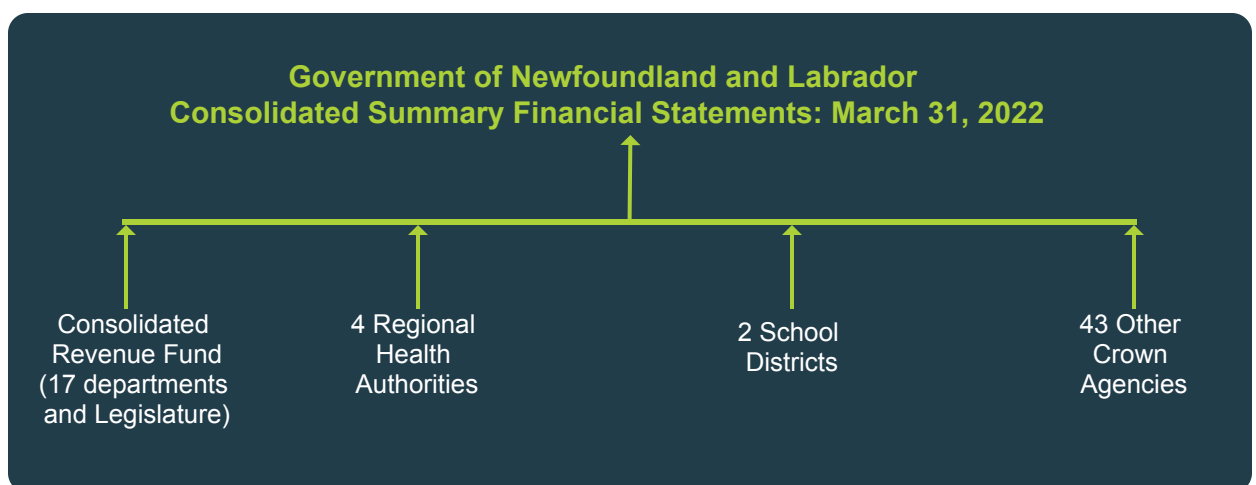 Government of Newfoundland and Labrador
Consolidated Summary Financial Statements: March 31, 2022
Consolidated
Revenue Fund
(17 departments
and Legislature)
4 Regional
Health
Authorities
2 School
Districts
43 Other
Crown
Agencies